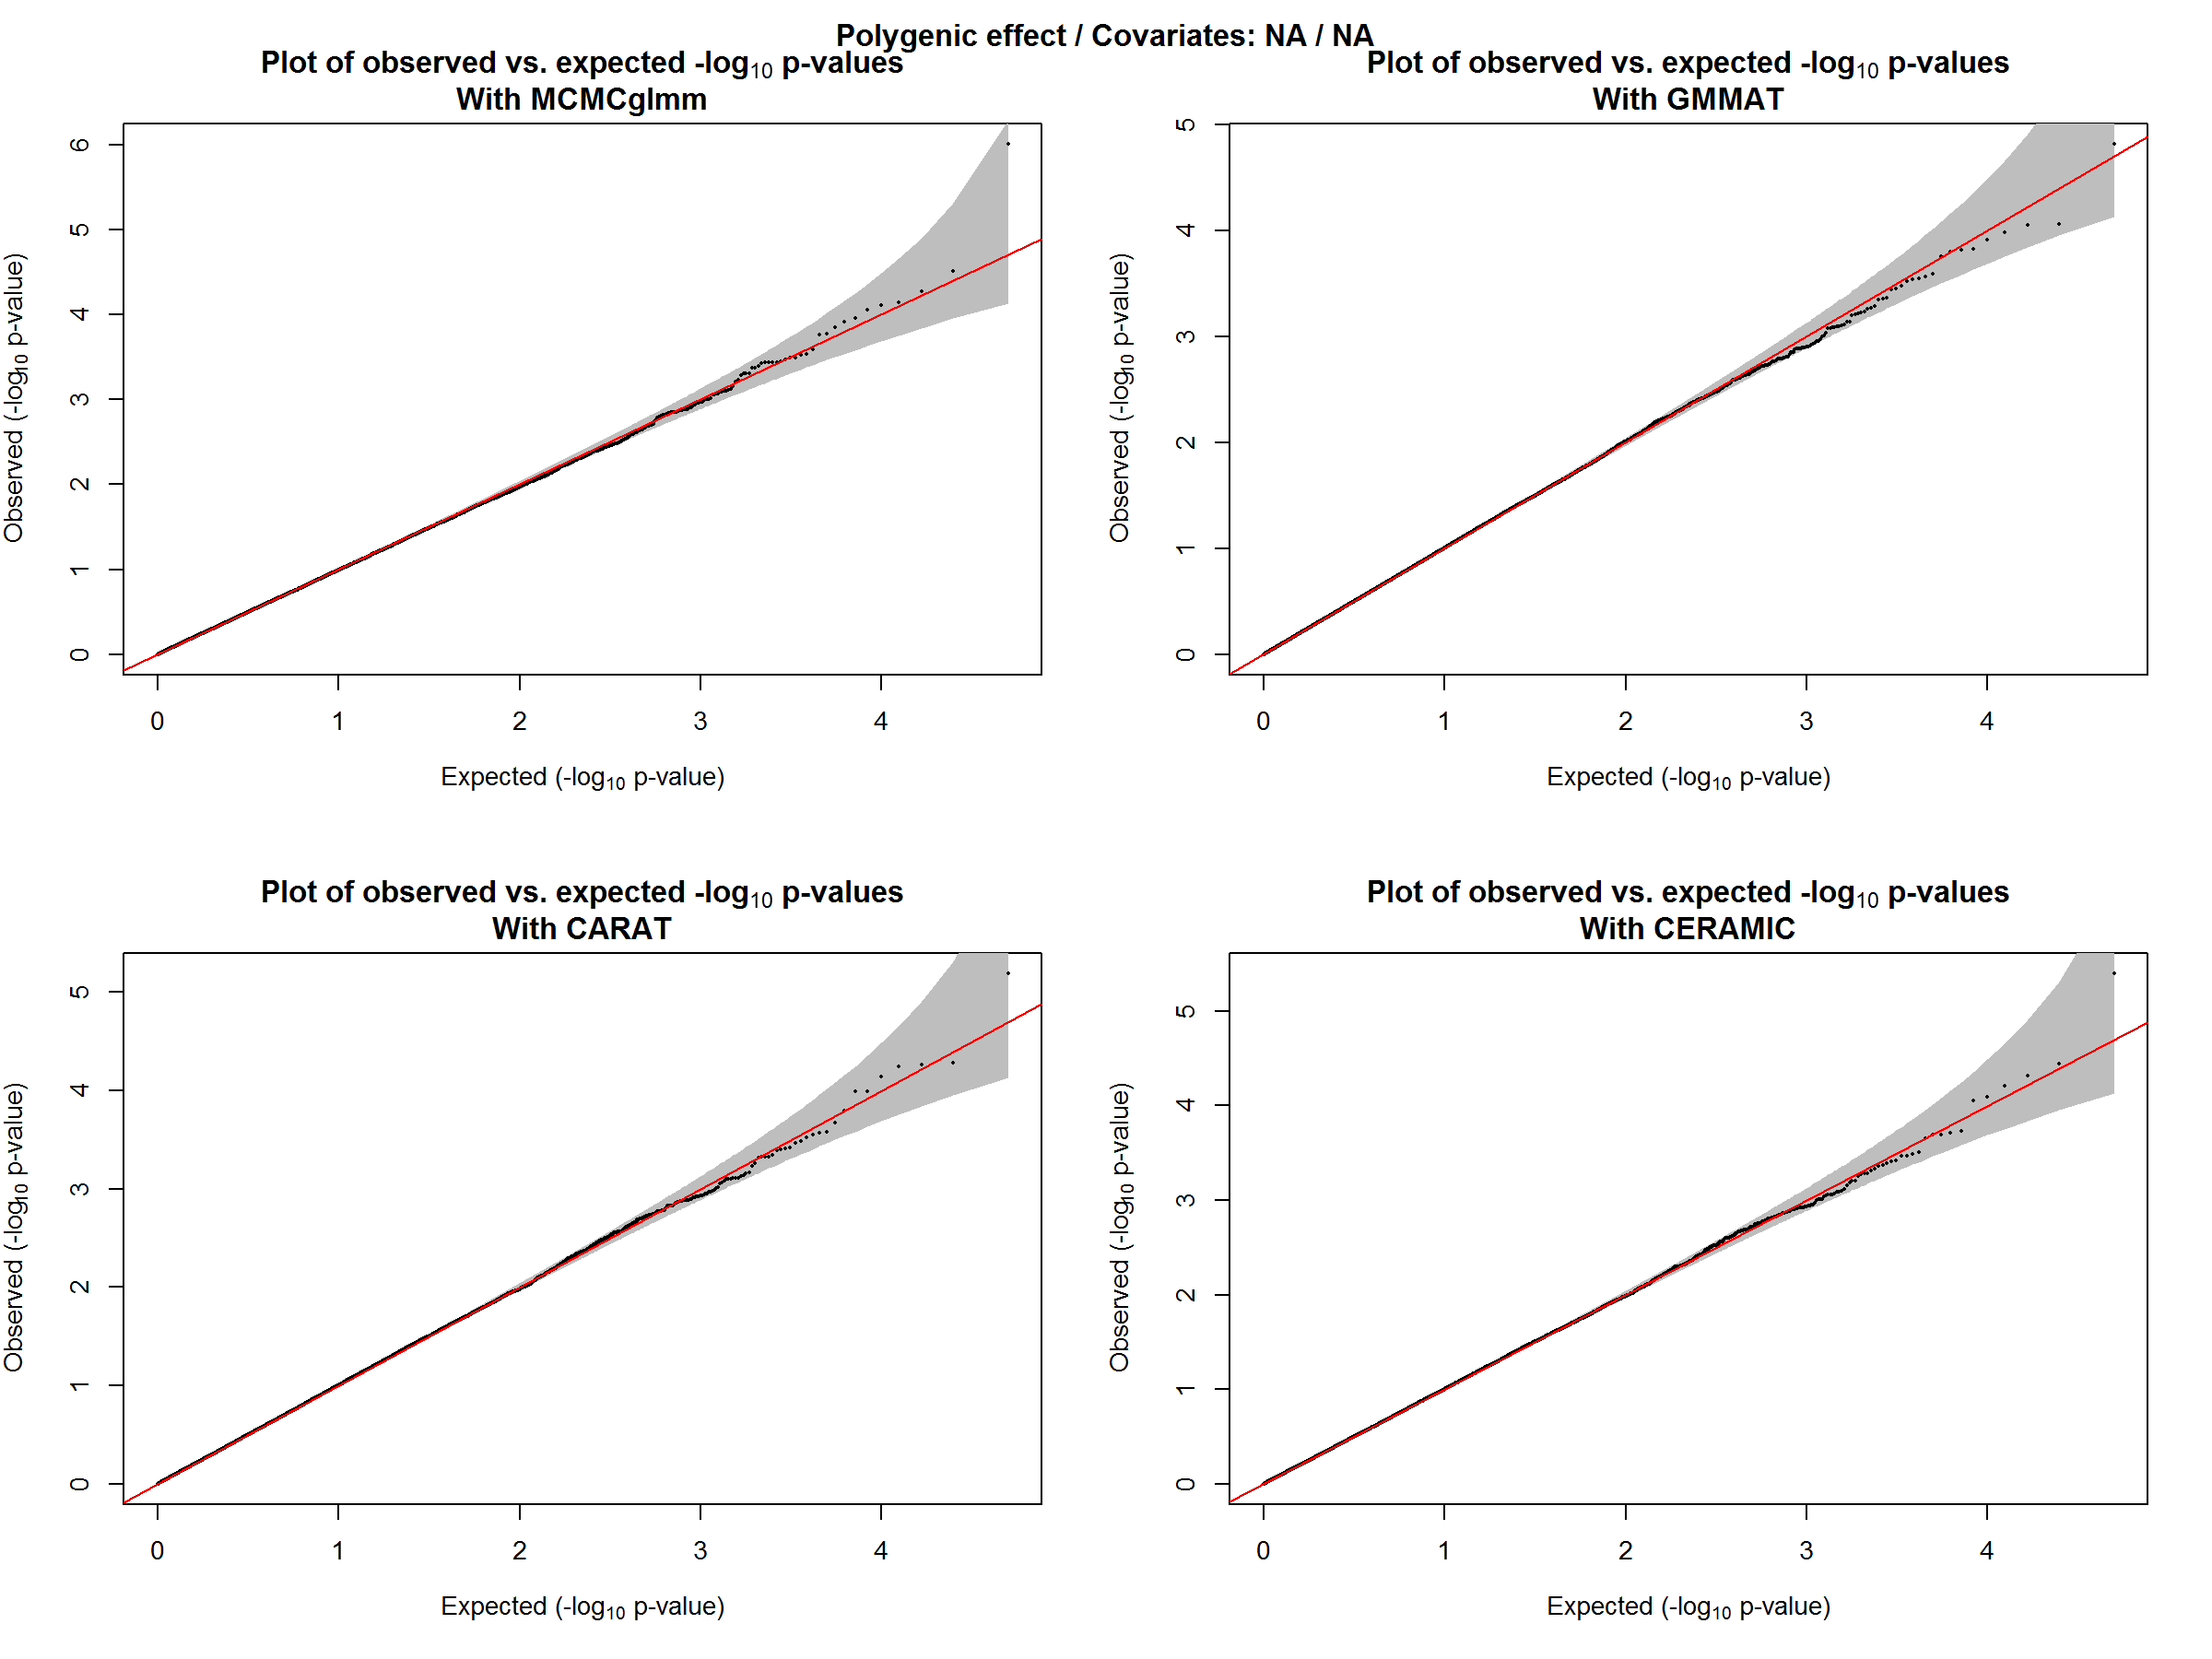 Polygenic effect / Covariates: NA / NA
Plot of observed vs. expected -log10 p-values
With MCMCglmm
6
5
4
3
2
1
0
Observed (-log10 p-value)
0 1 2 3 4
Expected (-log10 p-value)
Plot of observed vs. expected -log10 p-values
With GMMAT
5
4
3
2
1
0
Observed (-log10 p-value)
0 1 2 3 4
Expected (-log10 p-value)
Plot of observed vs. expected -log10 p-values
With CARAT
5
4
3
2
1
0
Observed (-log10 p-value)
0 1 2 3 4
Expected (-log10 p-value)
Plot of observed vs. expected -log10 p-values
With CERAMIC
5
4
3
2
1
0
Observed (-log10 p-value)
0 1 2 3 4
Expected (-log10 p-value)